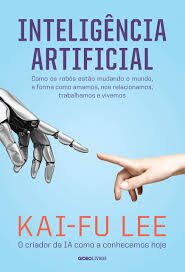 INTELIGÊNCIA
ARTIFICIAL
Como os robôs estão mudando o mundo,
a forma como amamos, nos relacionamos,
trabalhamos e vivemos
KAI-FU LEE
O criador da IA como a conhecemos hoje
GLOBOLIVROS